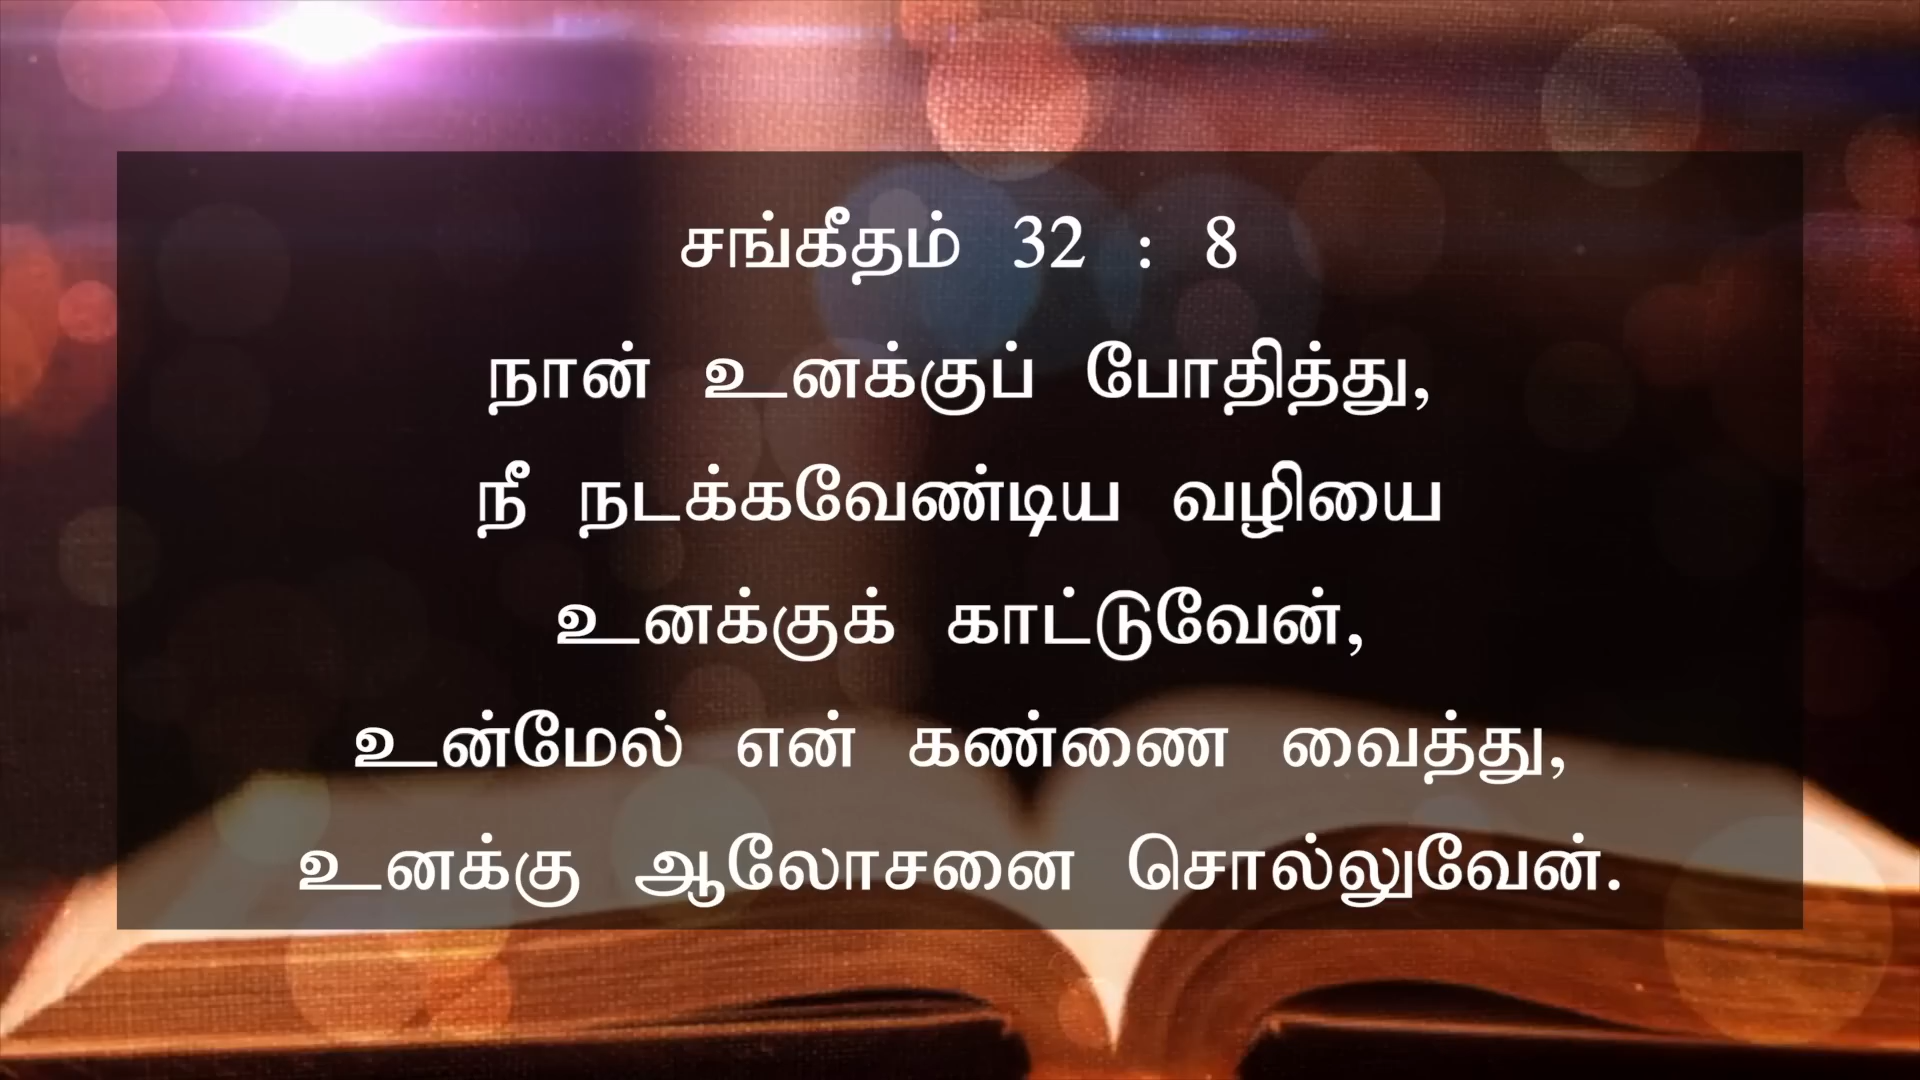 சங்கீதம் 32 : 8
நான் உனக்குப் போதித்து,
நீ நடக்கவேண்டிய வழியை
உனக்குக் காட்டுவேன்,
உன்மேல் என் கண்ணை வைத்து,
உனக்கு ஆலோசனை சொல்லுவேன்.